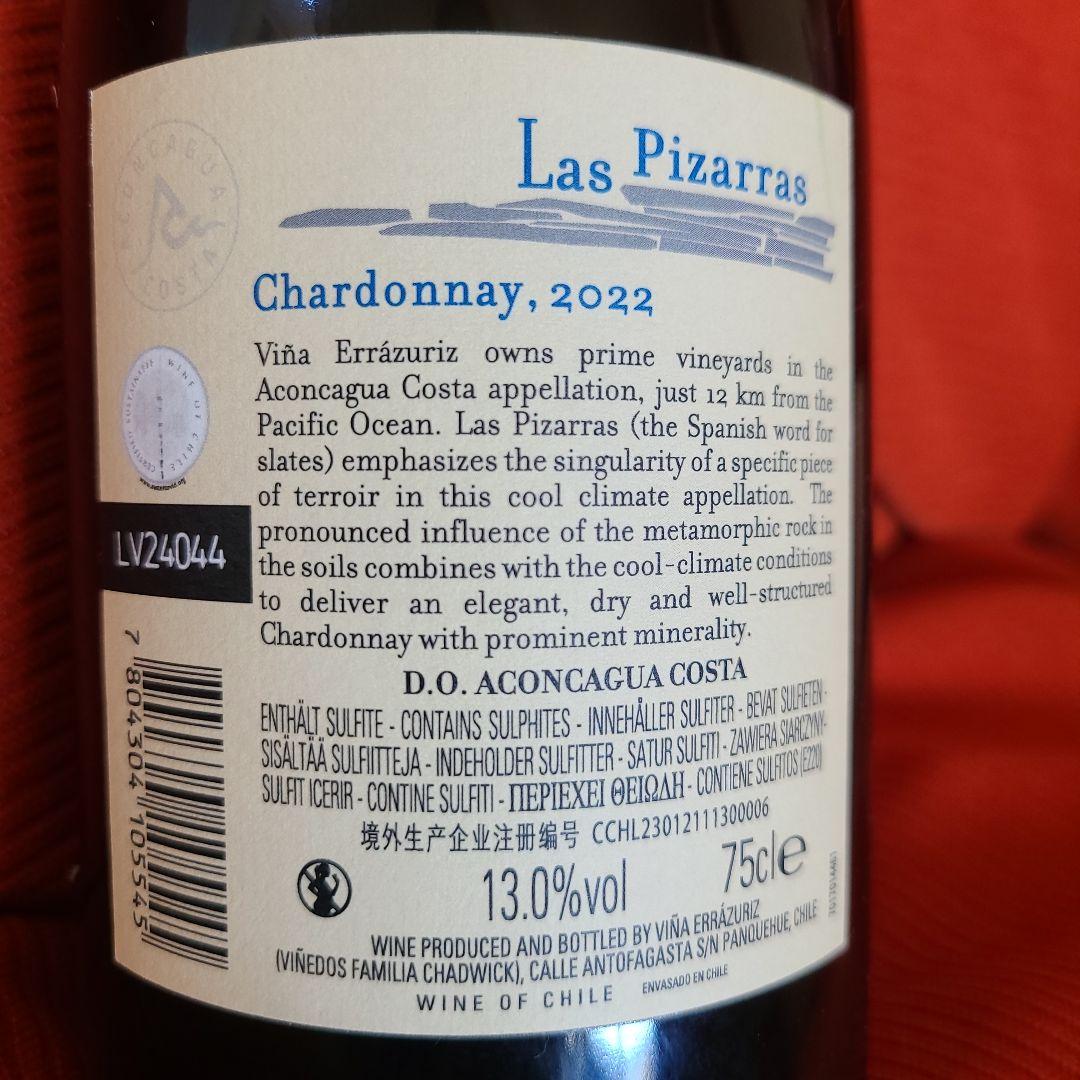 Las Pizarras
Chardonnay, 2022
Viña Errázuriz owns prime vineyards in the
Aconcagua Costa appellation, just 12 km from the
Pacific Ocean. Las Pizarras (the Spanish word for
slates) emphasizes the singularity of a specific piece
of terroir in this cool climate appellation. The
pronounced influence of the metamorphic rock in
the soils combines with the cool-climate conditions
to deliver an elegant, dry and well-structured
Chardonnay with prominent minerality.
D.O. ACONCAGUA COSTA
ENTHÄLT SULFITE - CONTAINS SULPHITES - INNEHÅLLER SULFITER - BEVAT SULFIETEN -
SISÄLTÄÄ SULFIITTEJA - INDEHOLDER SULFITTER - SATUR SULFITI - ZAWIERA SIARCZYNY-
SULFIT ICERIR - CONTINE SULFITI - ΠΕΡΙΕΧΕΙ ΘΕΙΩΔΗ - CONTIENE SULFITOS (E220)
境外生产企业注册编号 CCHL23012111300006
13.0%vol
75cl e
WINE PRODUCED AND BOTTLED BY VIÑA ERRÁZURIZ
(VIÑEDOS FAMILIA CHADWICK), CALLE ANTOFAGASTA S/N PANQUEHUE, CHILE
WINE OF CHILE
ENVASADO EN CHILE
ACONCAGUA COSTA
CERTIFIED SUSTAINABLE WINE OF CHILE
LV24044
7 804304 105545